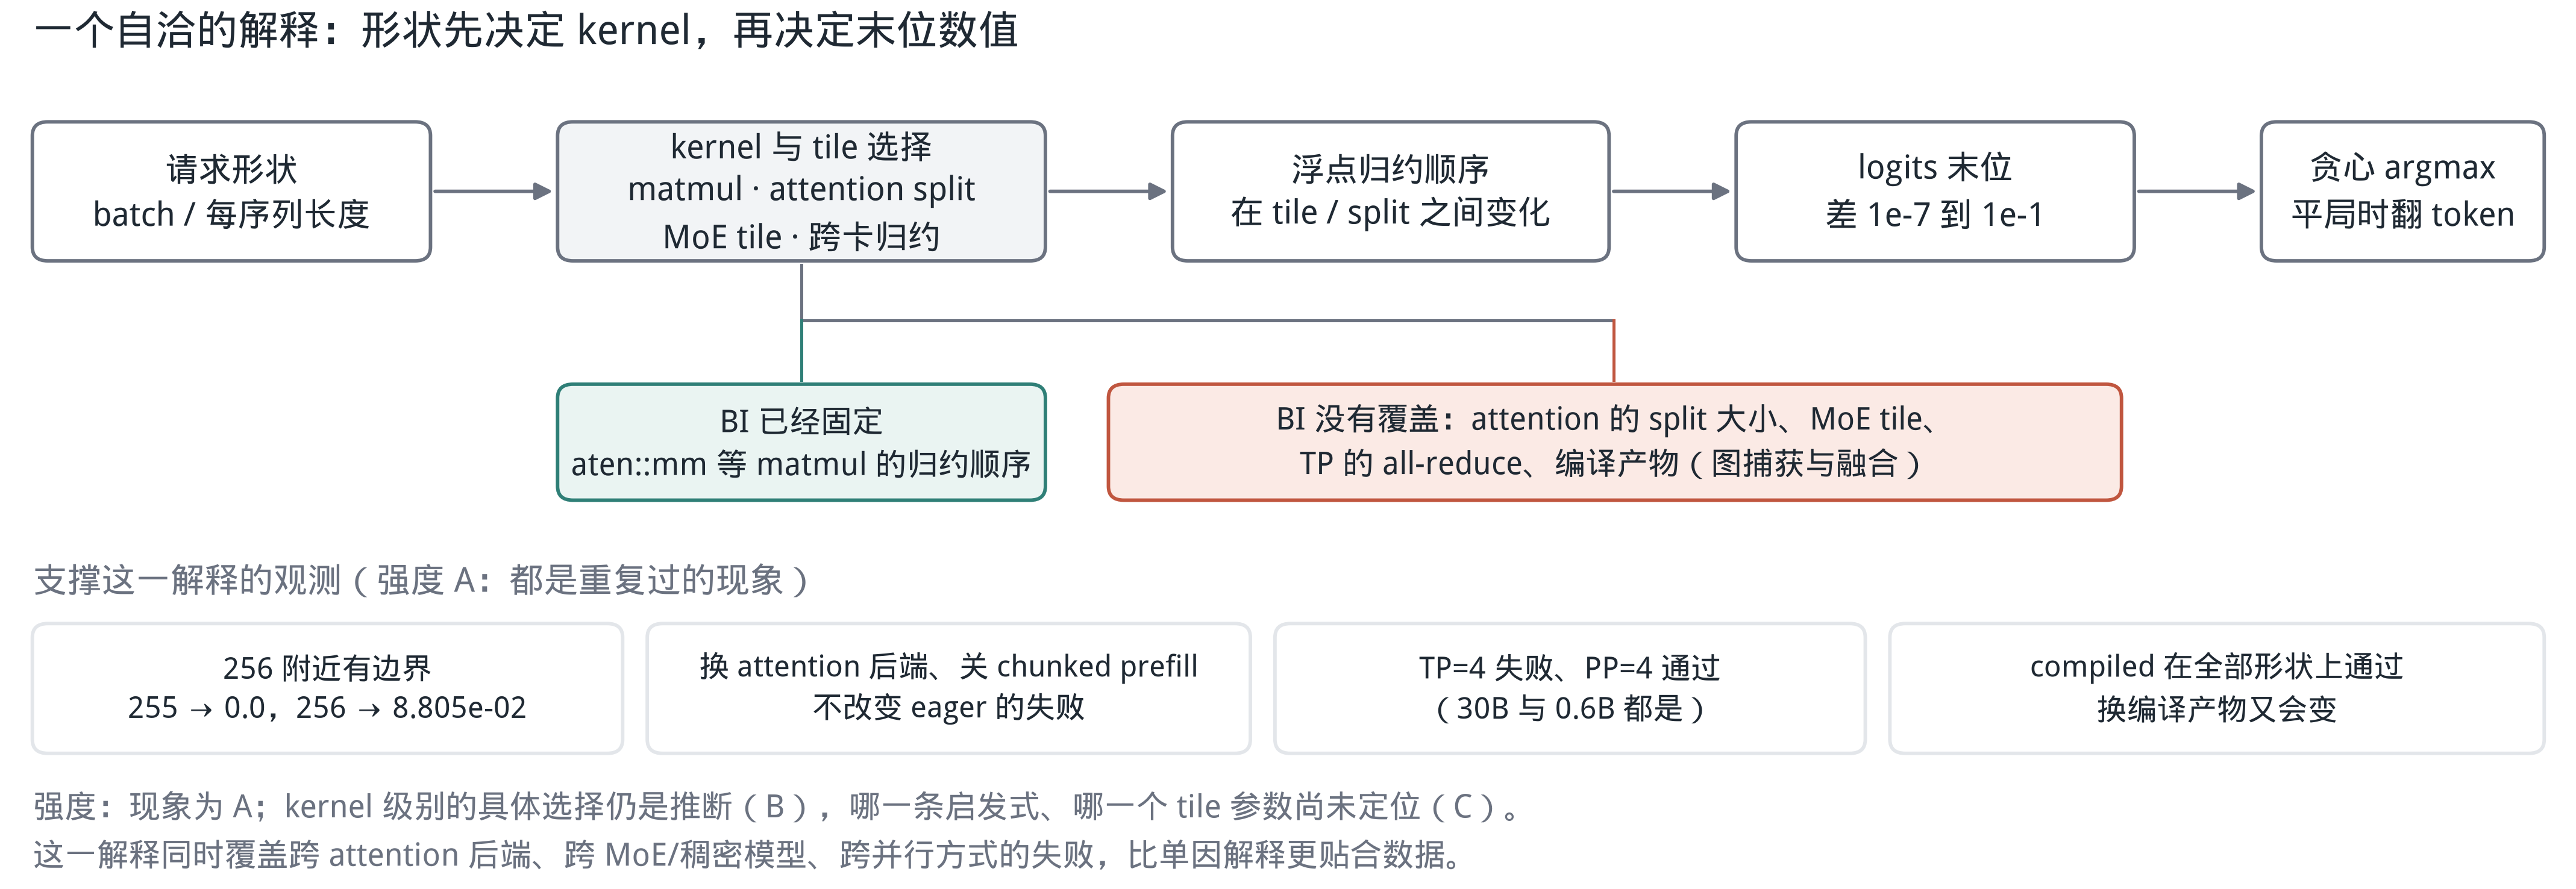 一个自洽的解释：形状先决定 kernel，再决定末位数值
请求形状
batch / 每序列长度
kernel 与 tile 选择
matmul · attention split
MoE tile · 跨卡归约
浮点归约顺序
在 tile / split 之间变化
logits 末位
差 1e-7 到 1e-1
贪心 argmax
平局时翻 token
BI 已经固定
aten::mm 等 matmul 的归约顺序
BI 没有覆盖：attention 的 split 大小、MoE tile、
TP 的 all-reduce、编译产物（图捕获与融合）
支撑这一解释的观测（强度 A：都是重复过的现象）
256 附近有边界
255 → 0.0，256 → 8.805e-02
换 attention 后端、关 chunked prefill
不改变 eager 的失败
TP=4 失败、PP=4 通过
（30B 与 0.6B 都是）
compiled 在全部形状上通过
换编译产物又会变
强度：现象为 A；kernel 级别的具体选择仍是推断（B），哪一条启发式、哪一个 tile 参数尚未定位（C）。
这一解释同时覆盖跨 attention 后端、跨 MoE/稠密模型、跨并行方式的失败，比单因解释更贴合数据。